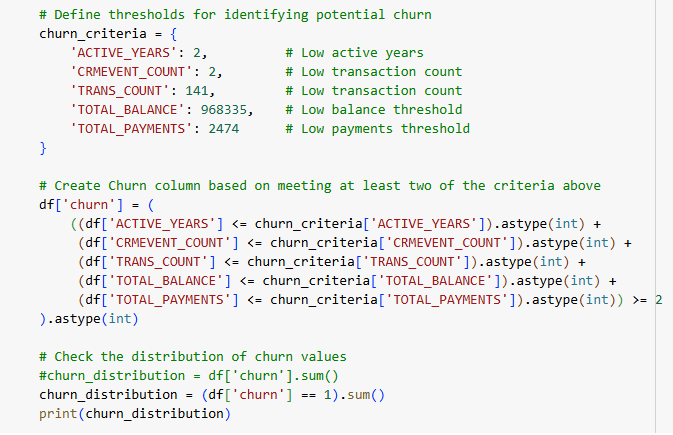 # Define thresholds for identifying potential churn
churn_criteria = {
    'ACTIVE_YEARS': 2,          # Low active years
    'CRMEVENT_COUNT': 2,        # Low transaction count
    'TRANS_COUNT': 141,         # Low transaction count
    'TOTAL_BALANCE': 968335,    # Low balance threshold
    'TOTAL_PAYMENTS': 2474      # Low payments threshold
}

# Create Churn column based on meeting at least two of the criteria above
df['churn'] = (
    ((df['ACTIVE_YEARS'] <= churn_criteria['ACTIVE_YEARS']).astype(int) +
     (df['CRMEVENT_COUNT'] <= churn_criteria['CRMEVENT_COUNT']).astype(int) +
     (df['TRANS_COUNT'] <= churn_criteria['TRANS_COUNT']).astype(int) +
     (df['TOTAL_BALANCE'] <= churn_criteria['TOTAL_BALANCE']).astype(int) +
     (df['TOTAL_PAYMENTS'] <= churn_criteria['TOTAL_PAYMENTS']).astype(int)) >= 2
).astype(int)

# Check the distribution of churn values
#churn_distribution = df['churn'].sum()
churn_distribution = (df['churn'] == 1).sum()
print(churn_distribution)